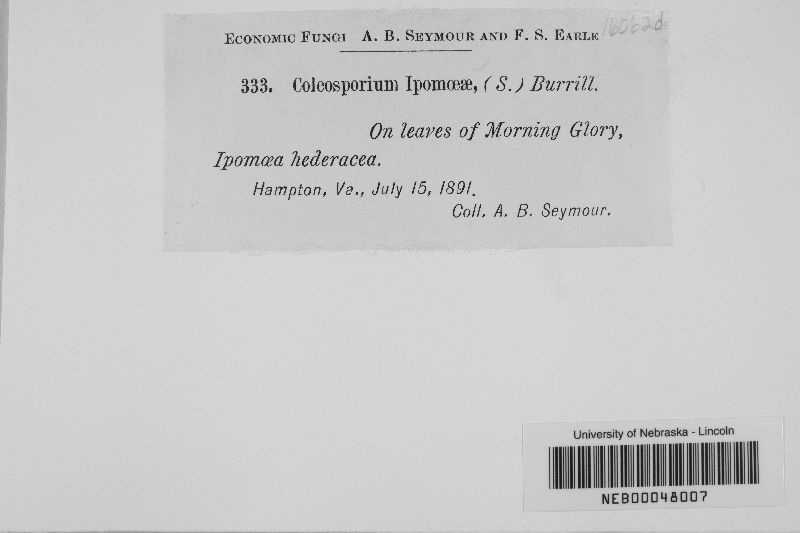 Economic Fungi A. B. Seymour and F. S. Earle 16062d
333. Coleosporium Ipomœæ, (S.) Burrill.
On leaves of Morning Glory,
Ipomœa hederacea.
Hampton, Va., July 15, 1891.
Coll. A. B. Seymour.
University of Nebraska - Lincoln
NEB00048007